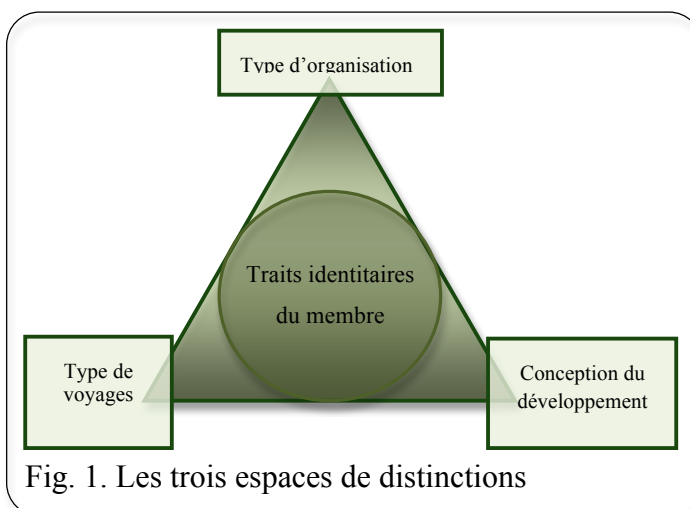 Type d’organisation
Traits identitaires
du membre
Type de
voyages
Conception du
développement
Fig. 1. Les trois espaces de distinctions